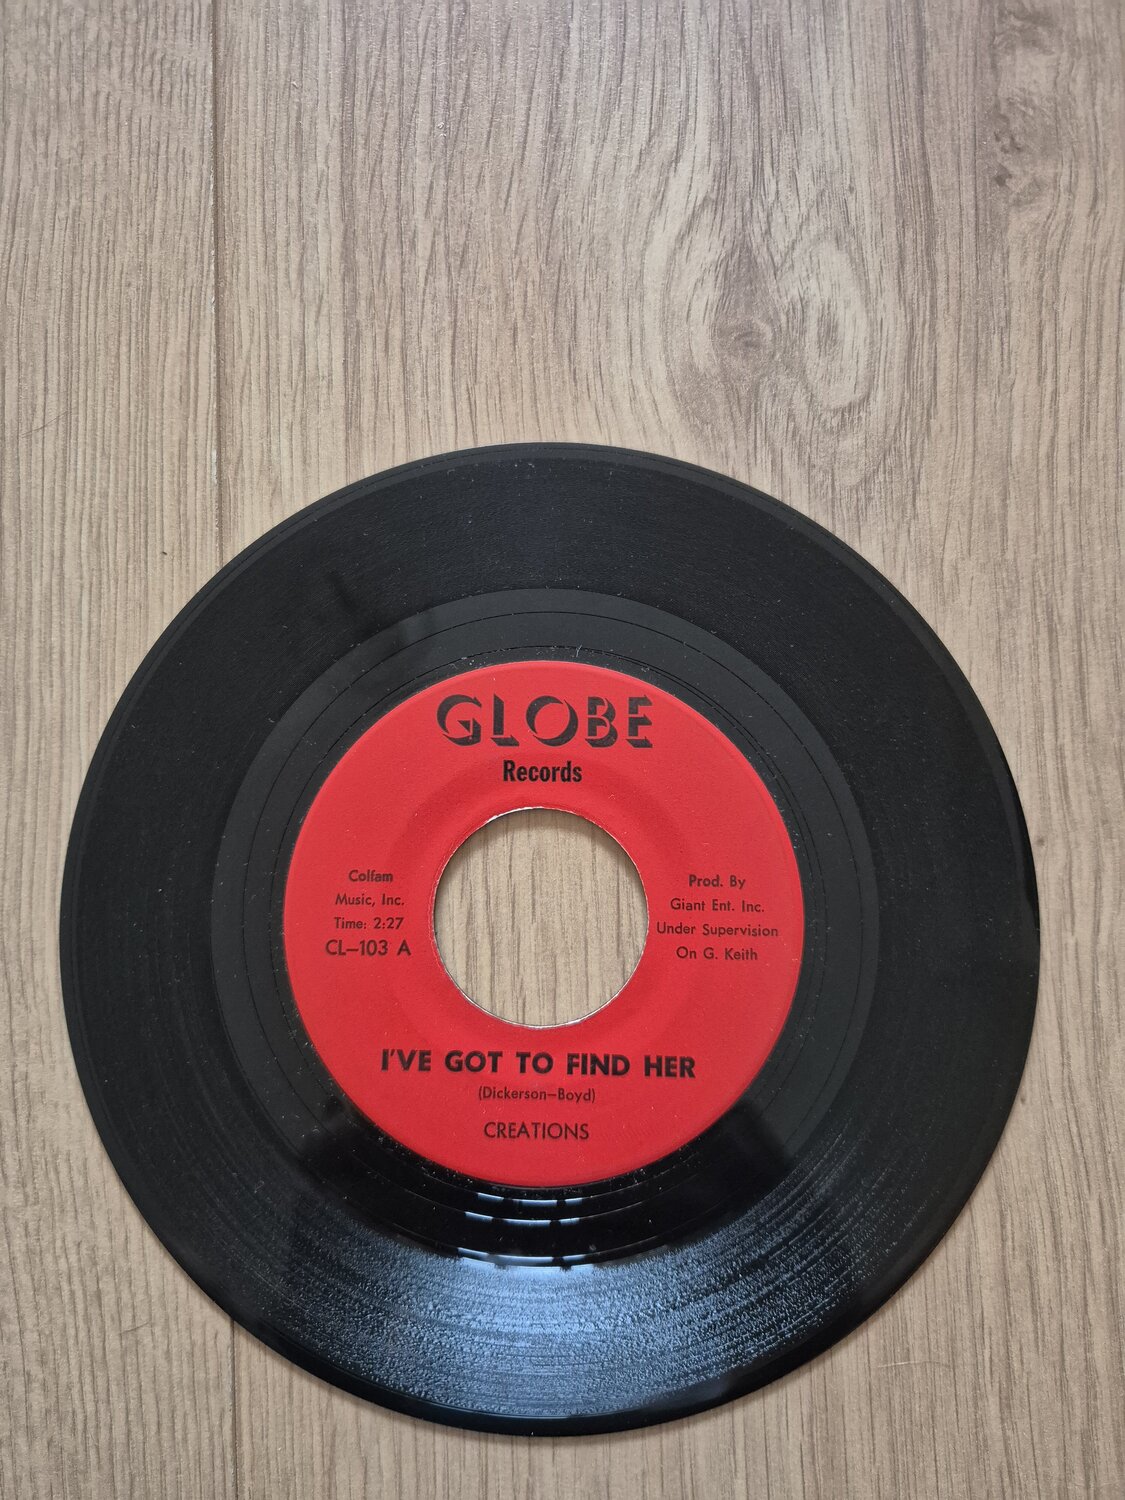 GLOBE
Records
Colfam
Music, Inc.
Time: 2:27
CL–103 A
Prod. By
Giant Ent. Inc.
Under Supervision
On G. Keith
I'VE GOT TO FIND HER
(Dickerson–Boyd)
CREATIONS